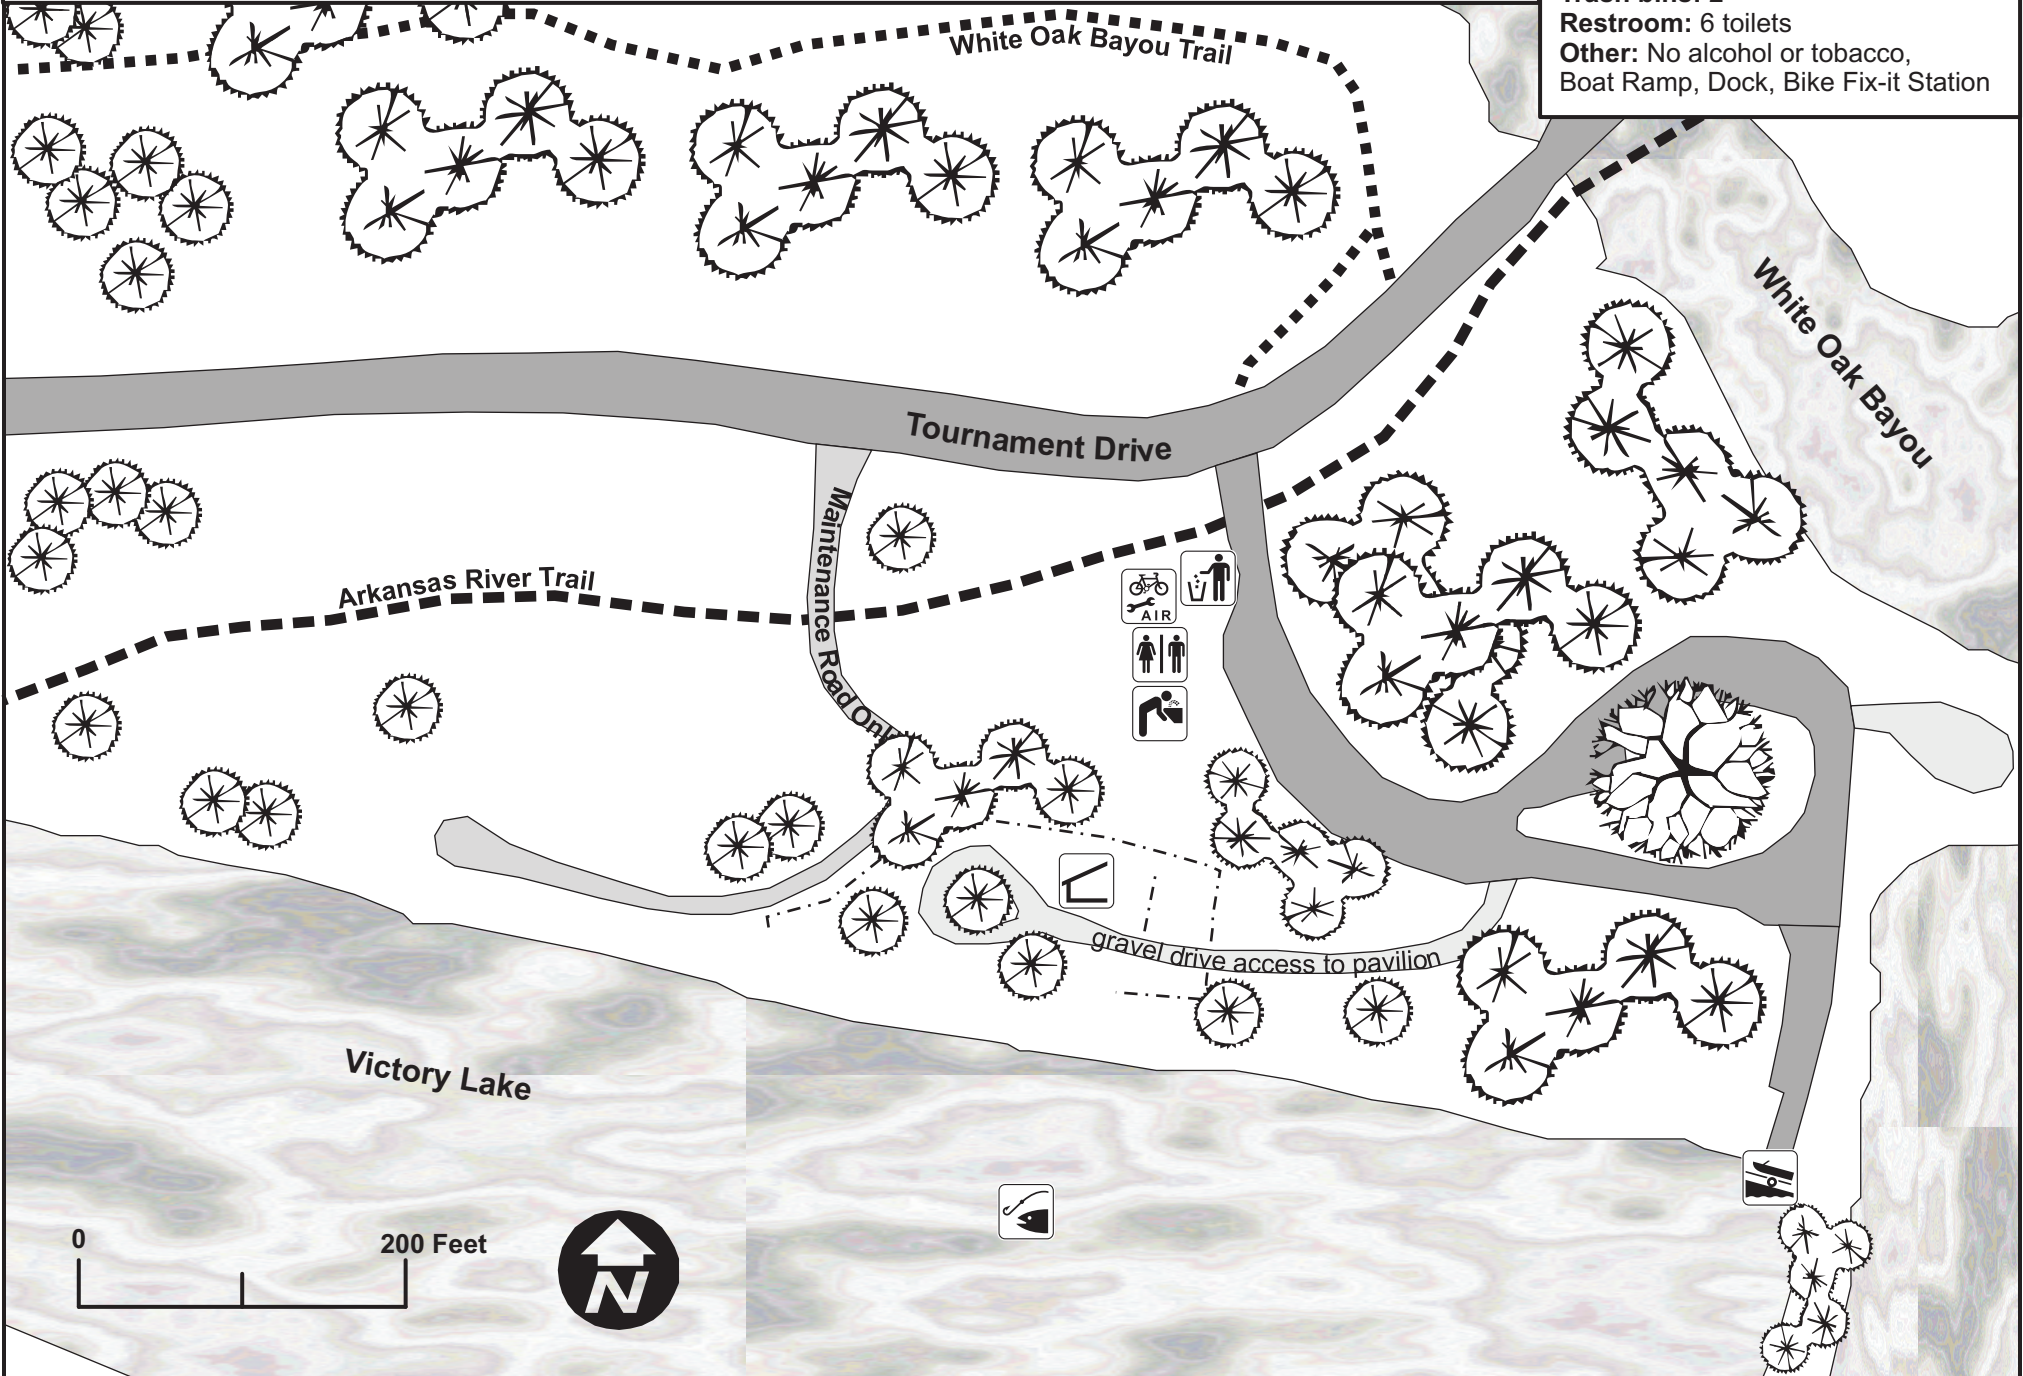 Restroom: 6 toilets
Other: No alcohol or tobacco,
Boat Ramp, Dock, Bike Fix-it Station
White Oak Bayou Trail
White Oak Bayou
Tournament Drive
Maintenance Road Only
Arkansas River Trail
AIR
gravel drive access to pavilion
Victory Lake
0
200 Feet
N